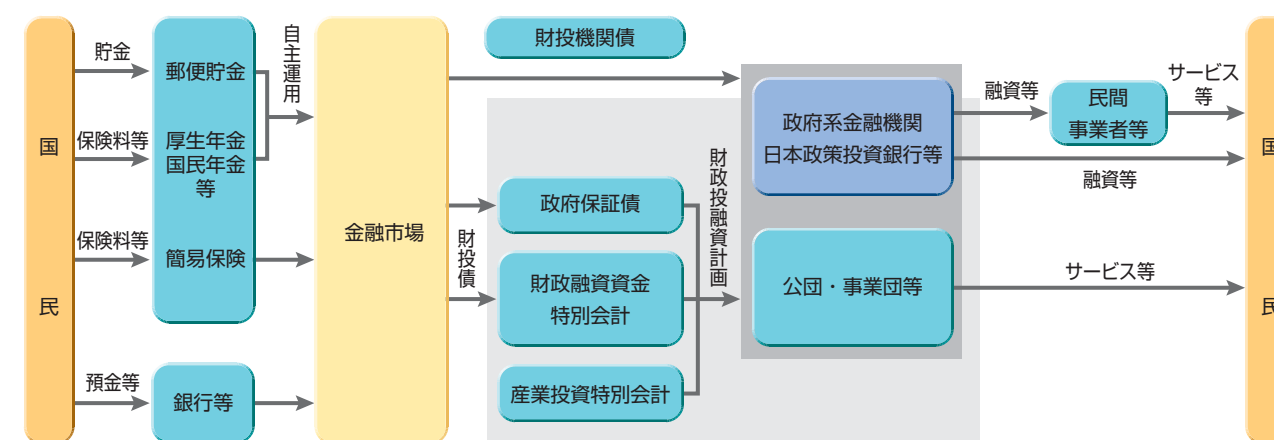 国
民
貯金
保険料等
保険料等
預金等
郵便貯金
厚生年金
国民年金
等
簡易保険
銀行等
自主運用
金融市場
財投債
財投機関債
政府保証債
財政融資資金
特別会計
産業投資特別会計
財政投融資計画
政府系金融機関
日本政策投資銀行等
公団・事業団等
融資等
民間
事業者等
サービス
等
融資等
サービス等
国
民